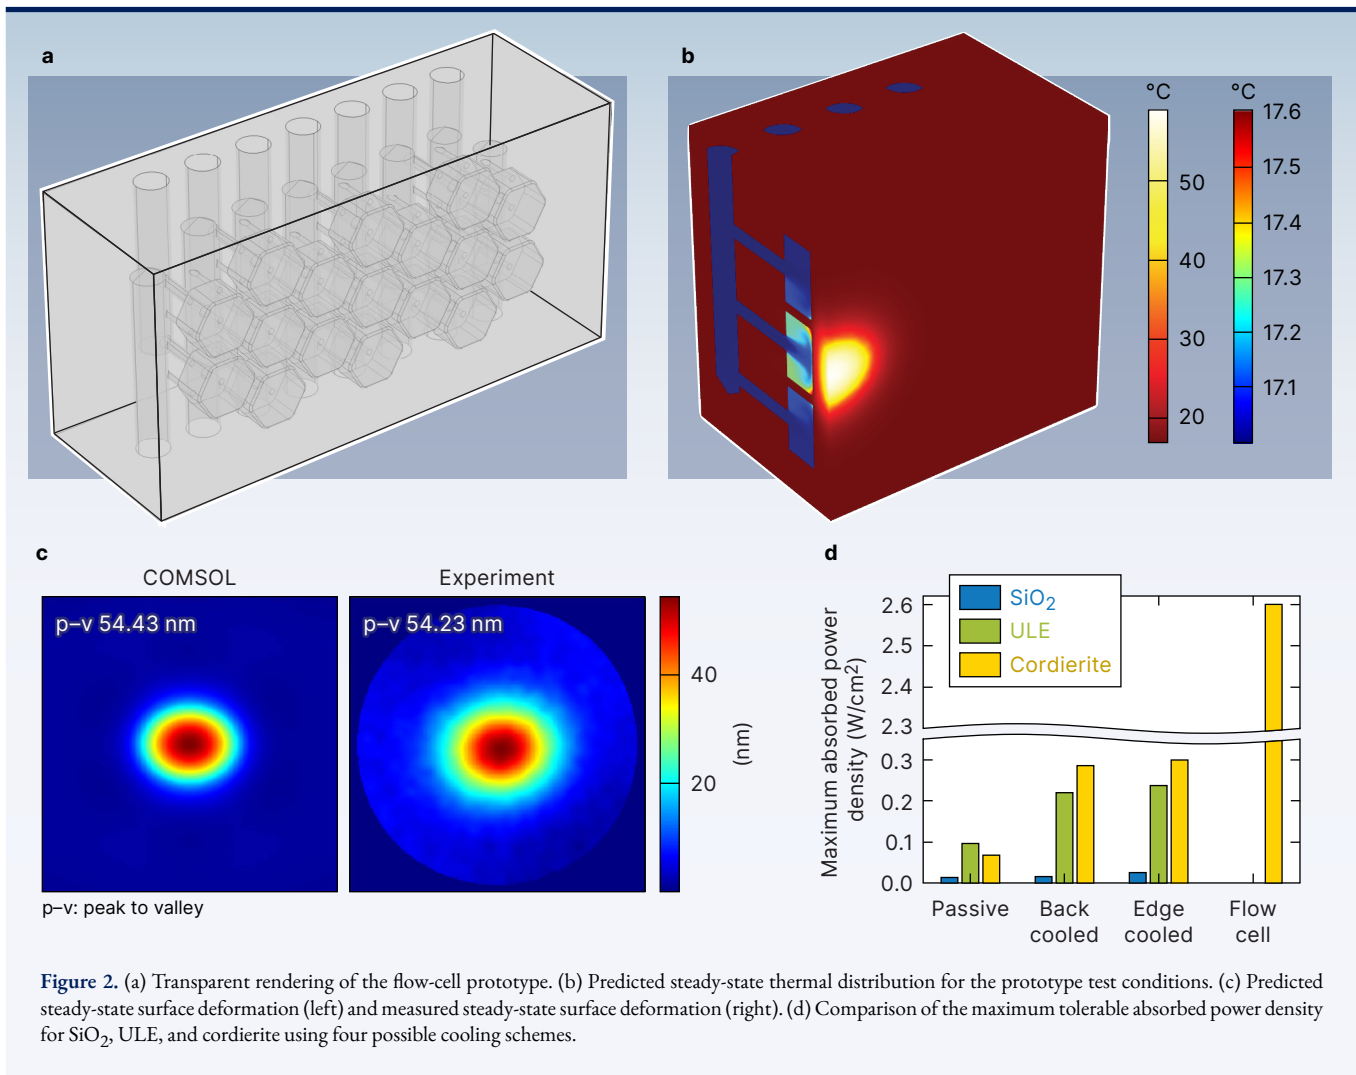 a
b
°C
50
40
30
20
°C
17.6
17.5
17.4
17.3
17.2
17.1
c
COMSOL
Experiment
p–v 54.43 nm
p–v 54.23 nm
40
20
(nm)
p–v: peak to valley
d
SiO2
ULE
Cordierite
Maximum absorbed power
density (W/cm2)
2.6
2.5
2.4
2.3
0.3
0.2
0.1
0.0
Passive
Back
cooled
Edge
cooled
Flow
cell
Figure 2. (a) Transparent rendering of the flow-cell prototype. (b) Predicted steady-state thermal distribution for the prototype test conditions. (c) Predicted
steady-state surface deformation (left) and measured steady-state surface deformation (right). (d) Comparison of the maximum tolerable absorbed power density
for SiO2, ULE, and cordierite using four possible cooling schemes.